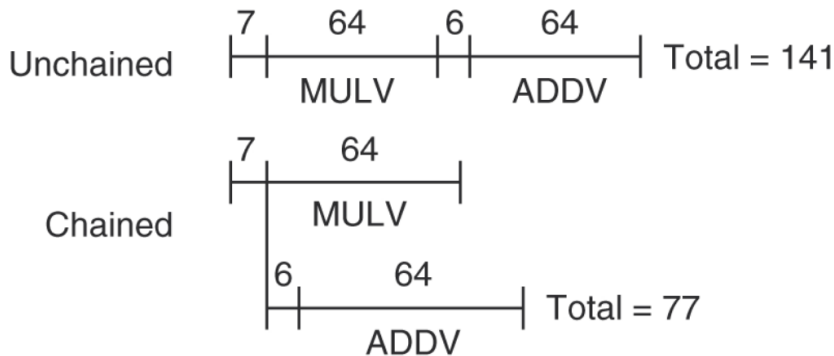 7 64 6 64
Unchained Total = 141
MULV ADDV
7 64
MULV
Chained
6 64
Total = 77
ADDV